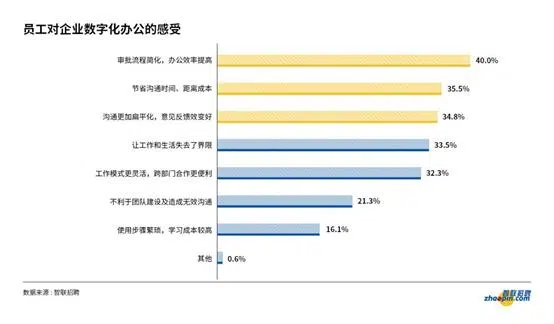 员工对企业数字化办公的感受
审批流程简化，办公效率提高 40.0%
节省沟通时间、距离成本 35.5%
沟通更加扁平化，意见反馈效变好 34.8%
让工作和生活失去了界限 33.5%
工作模式更灵活，跨部门合作更便利 32.3%
不利于团队建设及造成无效沟通 21.3%
使用步骤繁琐，学习成本较高 16.1%
其他 0.6%
数据来源：智联招聘
智联招聘
zhaopin.com